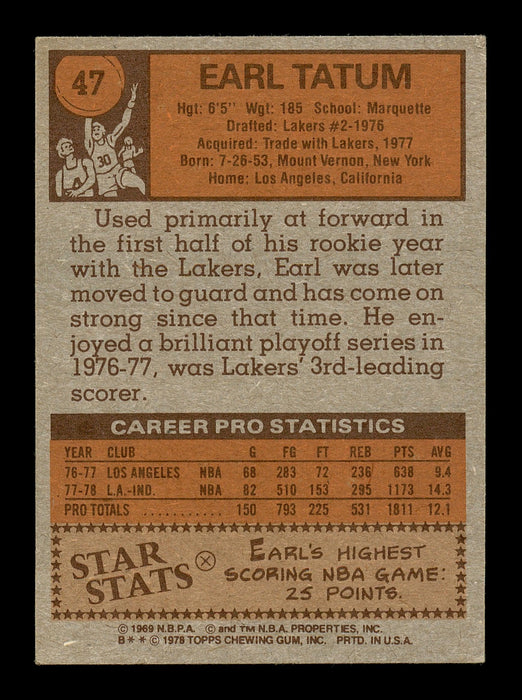 47
EARL TATUM
Hgt: 6'5" Wgt: 185 School: Marquette
Drafted: Lakers #2-1976
Acquired: Trade with Lakers, 1977
Born: 7-26-53, Mount Vernon, New York
Home: Los Angeles, California
30
Used primarily at forward in
the first half of his rookie year
with the Lakers, Earl was later
moved to guard and has come on
strong since that time. He en-
joyed a brilliant playoff series in
1976-77, was Lakers' 3rd-leading
scorer.
CAREER PRO STATISTICS
YEAR CLUB G FG FT REB PTS AVG
76-77 LOS ANGELES NBA 68 283 72 236 638 9.4
77-78 L.A.-IND. NBA 82 510 153 295 1173 14.3
PRO TOTALS ........... 150 793 225 531 1811 12.1
STAR
STATS
EARL'S HIGHEST
SCORING NBA GAME:
25 POINTS.
© 1969 N.B.P.A. © and TM N.B.A. PROPERTIES, INC.
B * * © 1978 TOPPS CHEWING GUM, INC. PRTD. IN U.S.A.